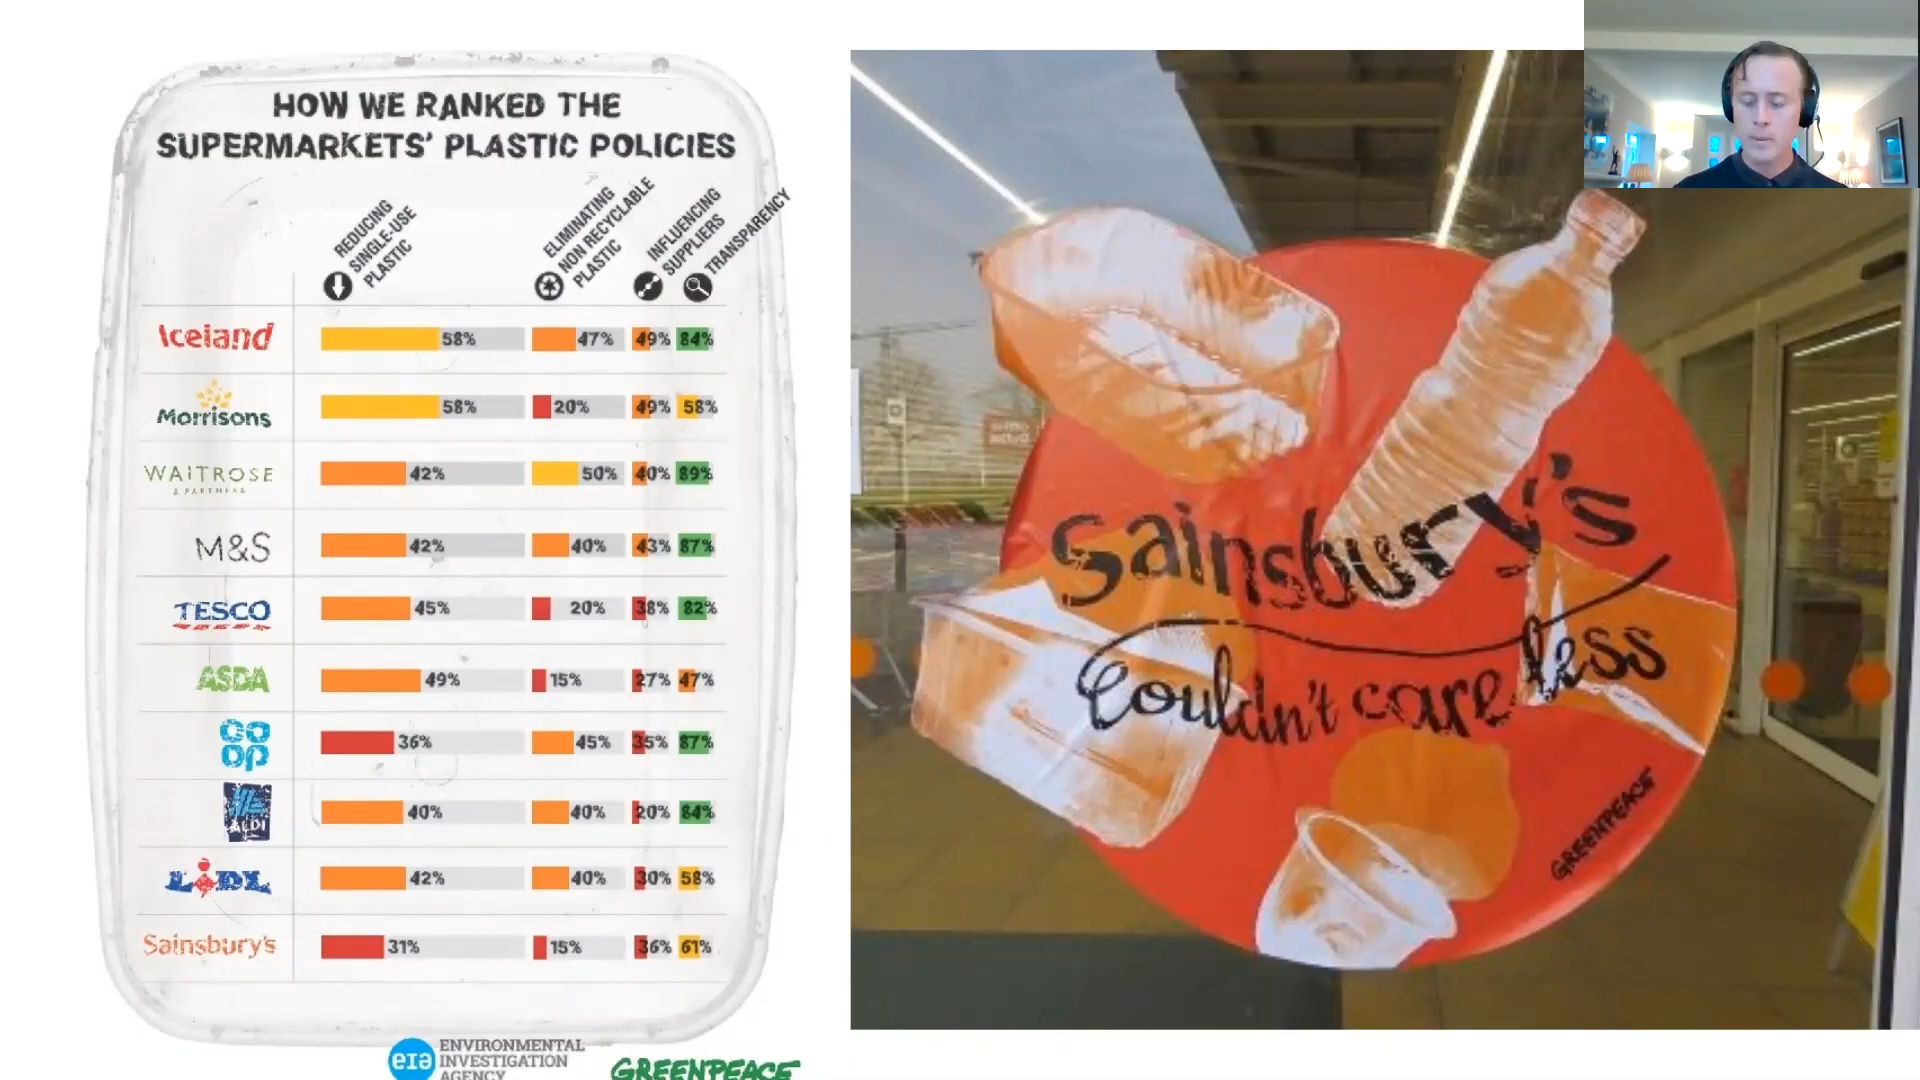 HOW WE RANKED THE
SUPERMARKETS' PLASTIC POLICIES
REDUCING
SINGLE-USE
PLASTIC
ELIMINATING
NON RECYCLABLE
PLASTIC
INFLUENCING
SUPPLIERS
TRANSPARENCY
Iceland 58% 47% 49% 84%
Morrisons 58% 20% 49% 58%
WAITROSE
& PARTNERS
42% 50% 40% 89%
M&S 42% 40% 43% 87%
TESCO 45% 20% 38% 82%
ASDA 49% 15% 27% 47%
CO
OP
36% 45% 35% 87%
ALDI 40% 40% 20% 84%
LiDL 42% 40% 30% 58%
Sainsbury's 31% 15% 36% 61%
eia ENVIRONMENTAL
INVESTIGATION
AGENCY
GREENPEACE
Sainsbury's
Couldn't care less
GREENPEACE